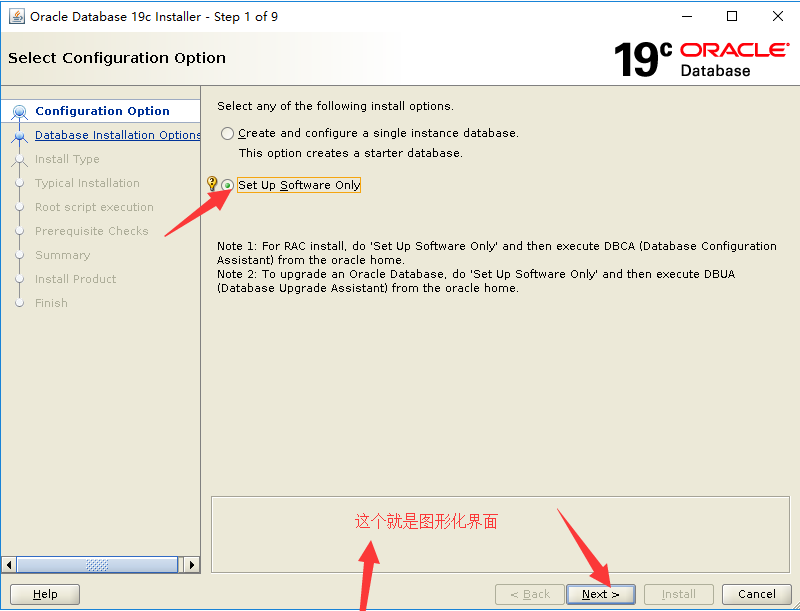 Oracle Database 19c Installer - Step 1 of 9
Select Configuration Option
19c ORACLE
Database
Configuration Option
Database Installation Options
Install Type
Typical Installation
Root script execution
Prerequisite Checks
Summary
Install Product
Finish
Select any of the following install options.
Create and configure a single instance database.
This option creates a starter database.
Set Up Software Only
Note 1: For RAC install, do 'Set Up Software Only' and then execute DBCA (Database Configuration
Assistant) from the oracle home.
Note 2: To upgrade an Oracle Database, do 'Set Up Software Only' and then execute DBUA
(Database Upgrade Assistant) from the oracle home.
这个就是图形化界面
Help
< Back
Next >
Install
Cancel